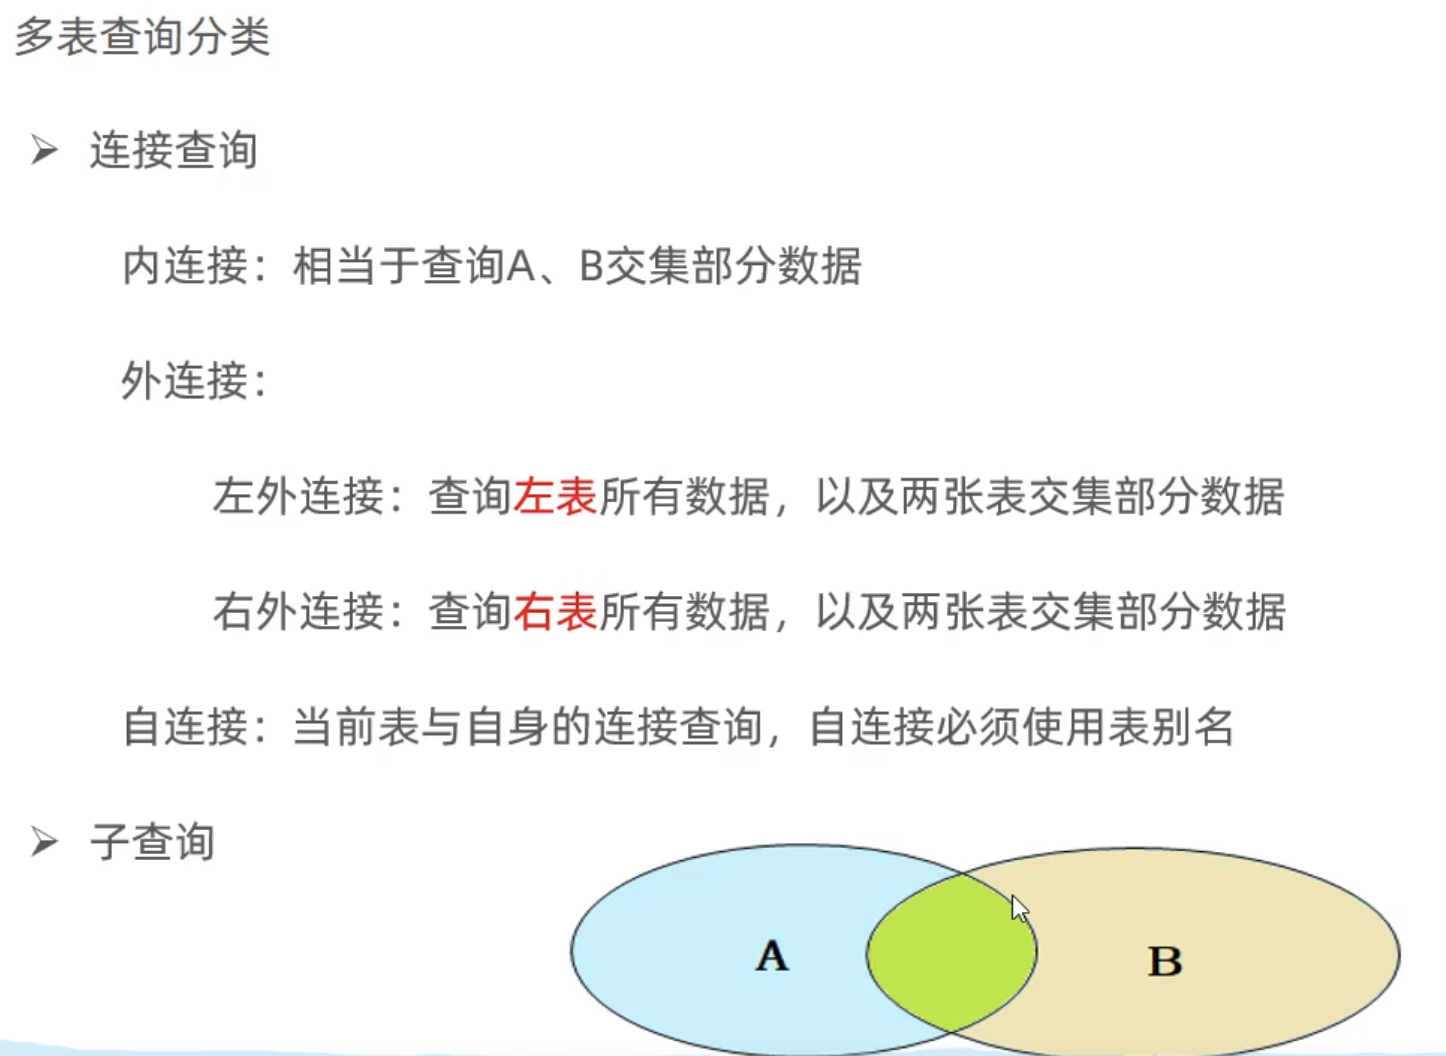 多表查询分类
连接查询
内连接：相当于查询A、B交集部分数据
外连接：
左外连接：查询左表所有数据，以及两张表交集部分数据
右外连接：查询右表所有数据，以及两张表交集部分数据
自连接：当前表与自身的连接查询，自连接必须使用表别名
子查询
A
B